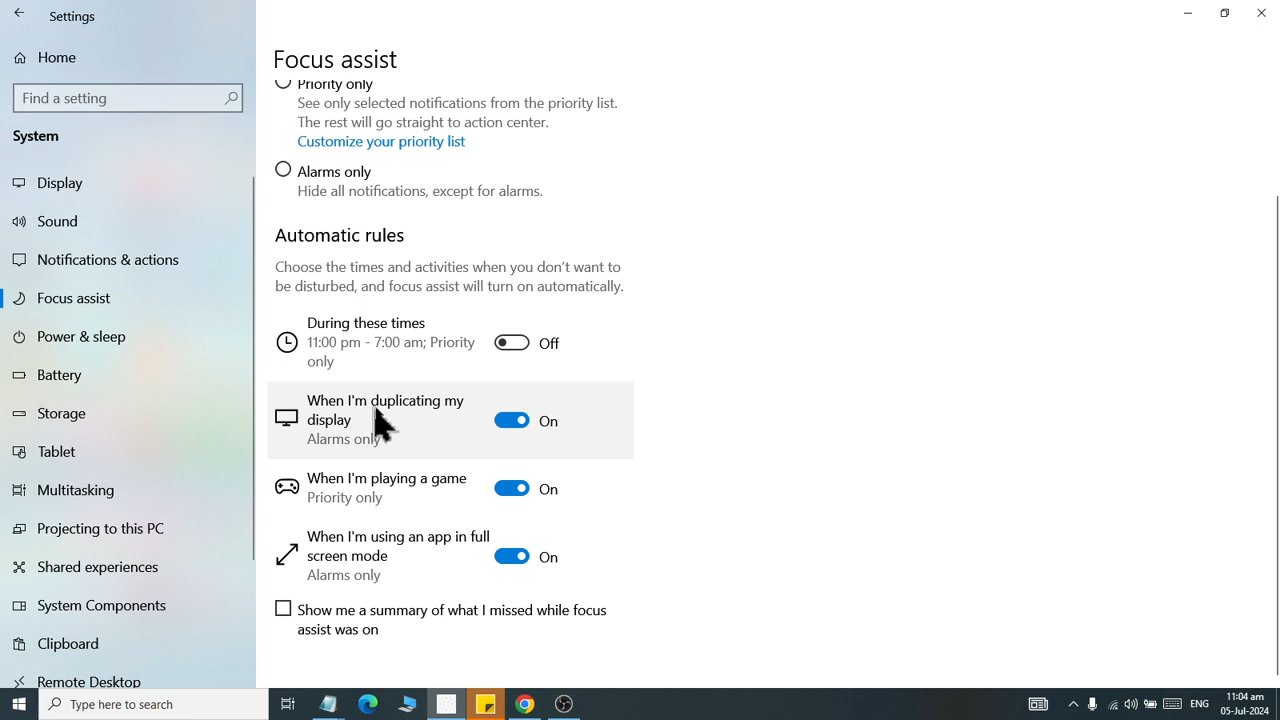 Settings
Home
Find a setting
System
Display
Sound
Notifications & actions
Focus assist
Power & sleep
Battery
Storage
Tablet
Multitasking
Projecting to this PC
Shared experiences
System Components
Clipboard
Remote Desktop
Focus assist
Priority only
See only selected notifications from the priority list.
The rest will go straight to action center.
Customize your priority list
Alarms only
Hide all notifications, except for alarms.
Automatic rules
Choose the times and activities when you don't want to
be disturbed, and focus assist will turn on automatically.
During these times
11:00 pm - 7:00 am; Priority
only
Off
When I'm duplicating my
display
Alarms only
On
When I'm playing a game
Priority only
On
When I'm using an app in full
screen mode
Alarms only
On
Show me a summary of what I missed while focus
assist was on
Type here to search
ENG
11:04 am
05-Jul-2024